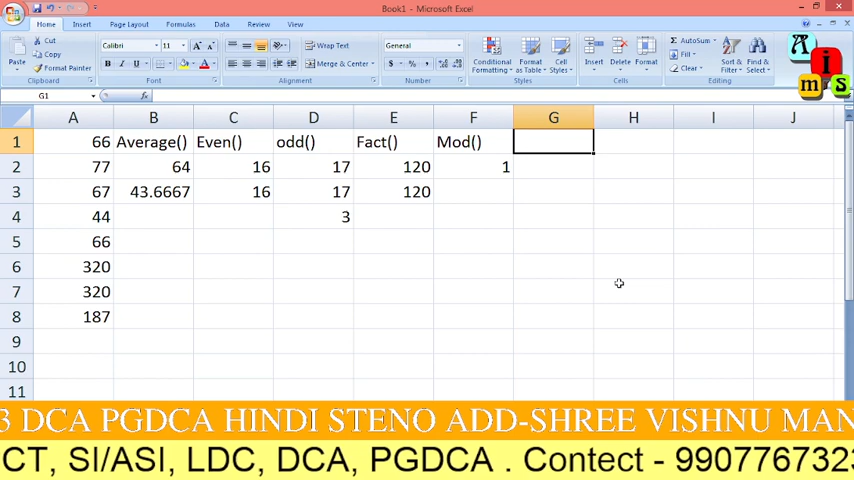 Book1 - Microsoft Excel
Home Insert Page Layout Formulas Data Review View
Cut
Copy
Format Painter
Paste
Clipboard
Calibri 11
B I U
Font
Wrap Text
Merge & Center
Alignment
General
$ % ,
Number
Conditional Formatting
Format as Table
Cell Styles
Styles
Insert Delete Format
Cells
Σ AutoSum
Fill
Clear
Sort & Filter
Find & Select
Editing
A i m s
G1 fx
A B C D E F G H I J
1 66 Average() Even() odd() Fact() Mod()
2 77 64 16 17 120 1
3 67 43.6667 16 17 120
4 44 3
5 66
6 320
7 320
8 187
9
10
11
3 DCA PGDCA HINDI STENO ADD-SHREE VISHNU MAN
CT, SI/ASI, LDC, DCA, PGDCA . Contect - 990776732